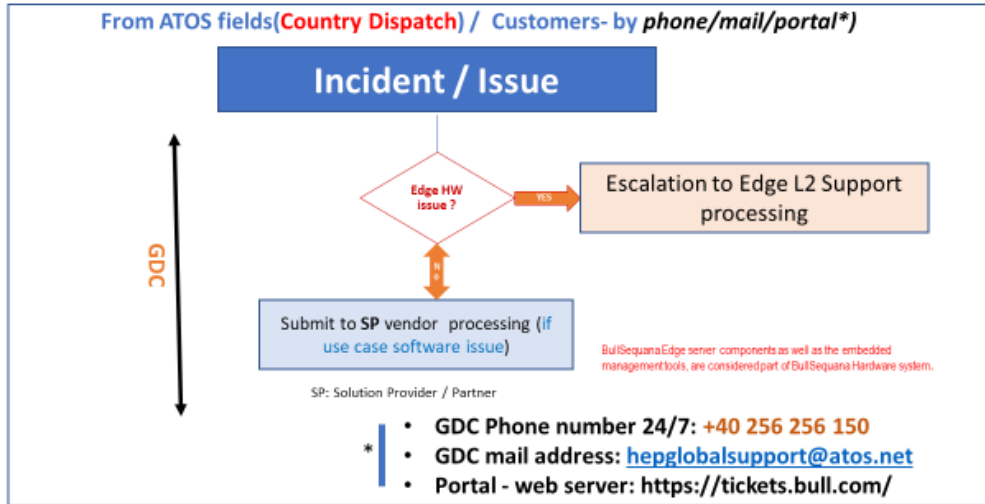 From ATOS fields(Country Dispatch) / Customers- by phone/mail/portal*)
Incident / Issue
Edge HW
issue ?
YES
Escalation to Edge L2 Support
processing
GDC
N
o
Submit to SP vendor processing (if
use case software issue)
BullSequana Edge server components as well as the embedded
management tools, are considered part of BullSequana Hardware system.
SP: Solution Provider / Partner
*
• GDC Phone number 24/7: +40 256 256 150
• GDC mail address: hepglobalsupport@atos.net
• Portal - web server: https://tickets.bull.com/